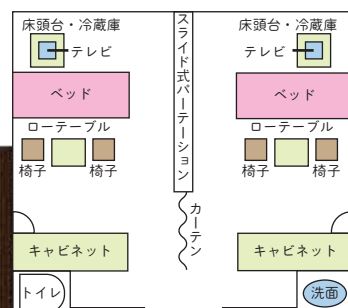 床頭台・冷蔵庫
テレビ
ベッド
ローテーブル
椅子
椅子
キャビネット
トイレ
スライド式パーテーション
カーテン
床頭台・冷蔵庫
テレビ
ベッド
ローテーブル
椅子
椅子
キャビネット
洗面